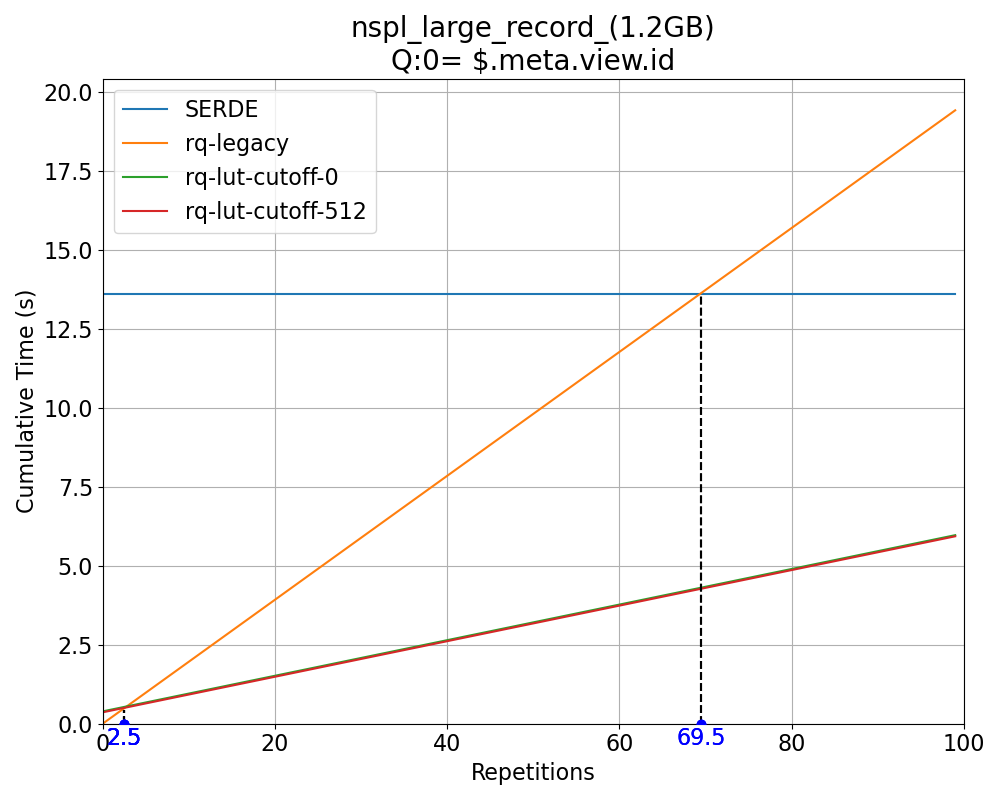 nspl_large_record_(1.2GB)
Q:0= $.meta.view.id
SERDE
rq-legacy
rq-lut-cutoff-0
rq-lut-cutoff-512
Cumulative Time (s)
20.0
17.5
15.0
12.5
10.0
7.5
5.0
2.5
0.0
0
20
40
60
80
100
2.5
69.5
Repetitions